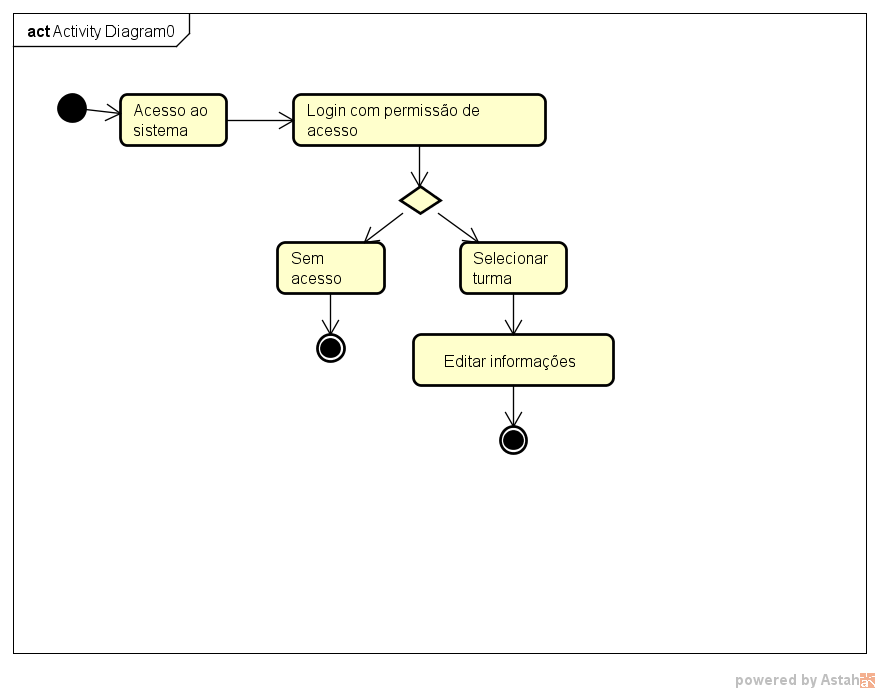 act Activity Diagram0
Acesso ao
sistema
Login com permissão de
acesso
Sem
acesso
Selecionar
turma
Editar informações
powered by Astah